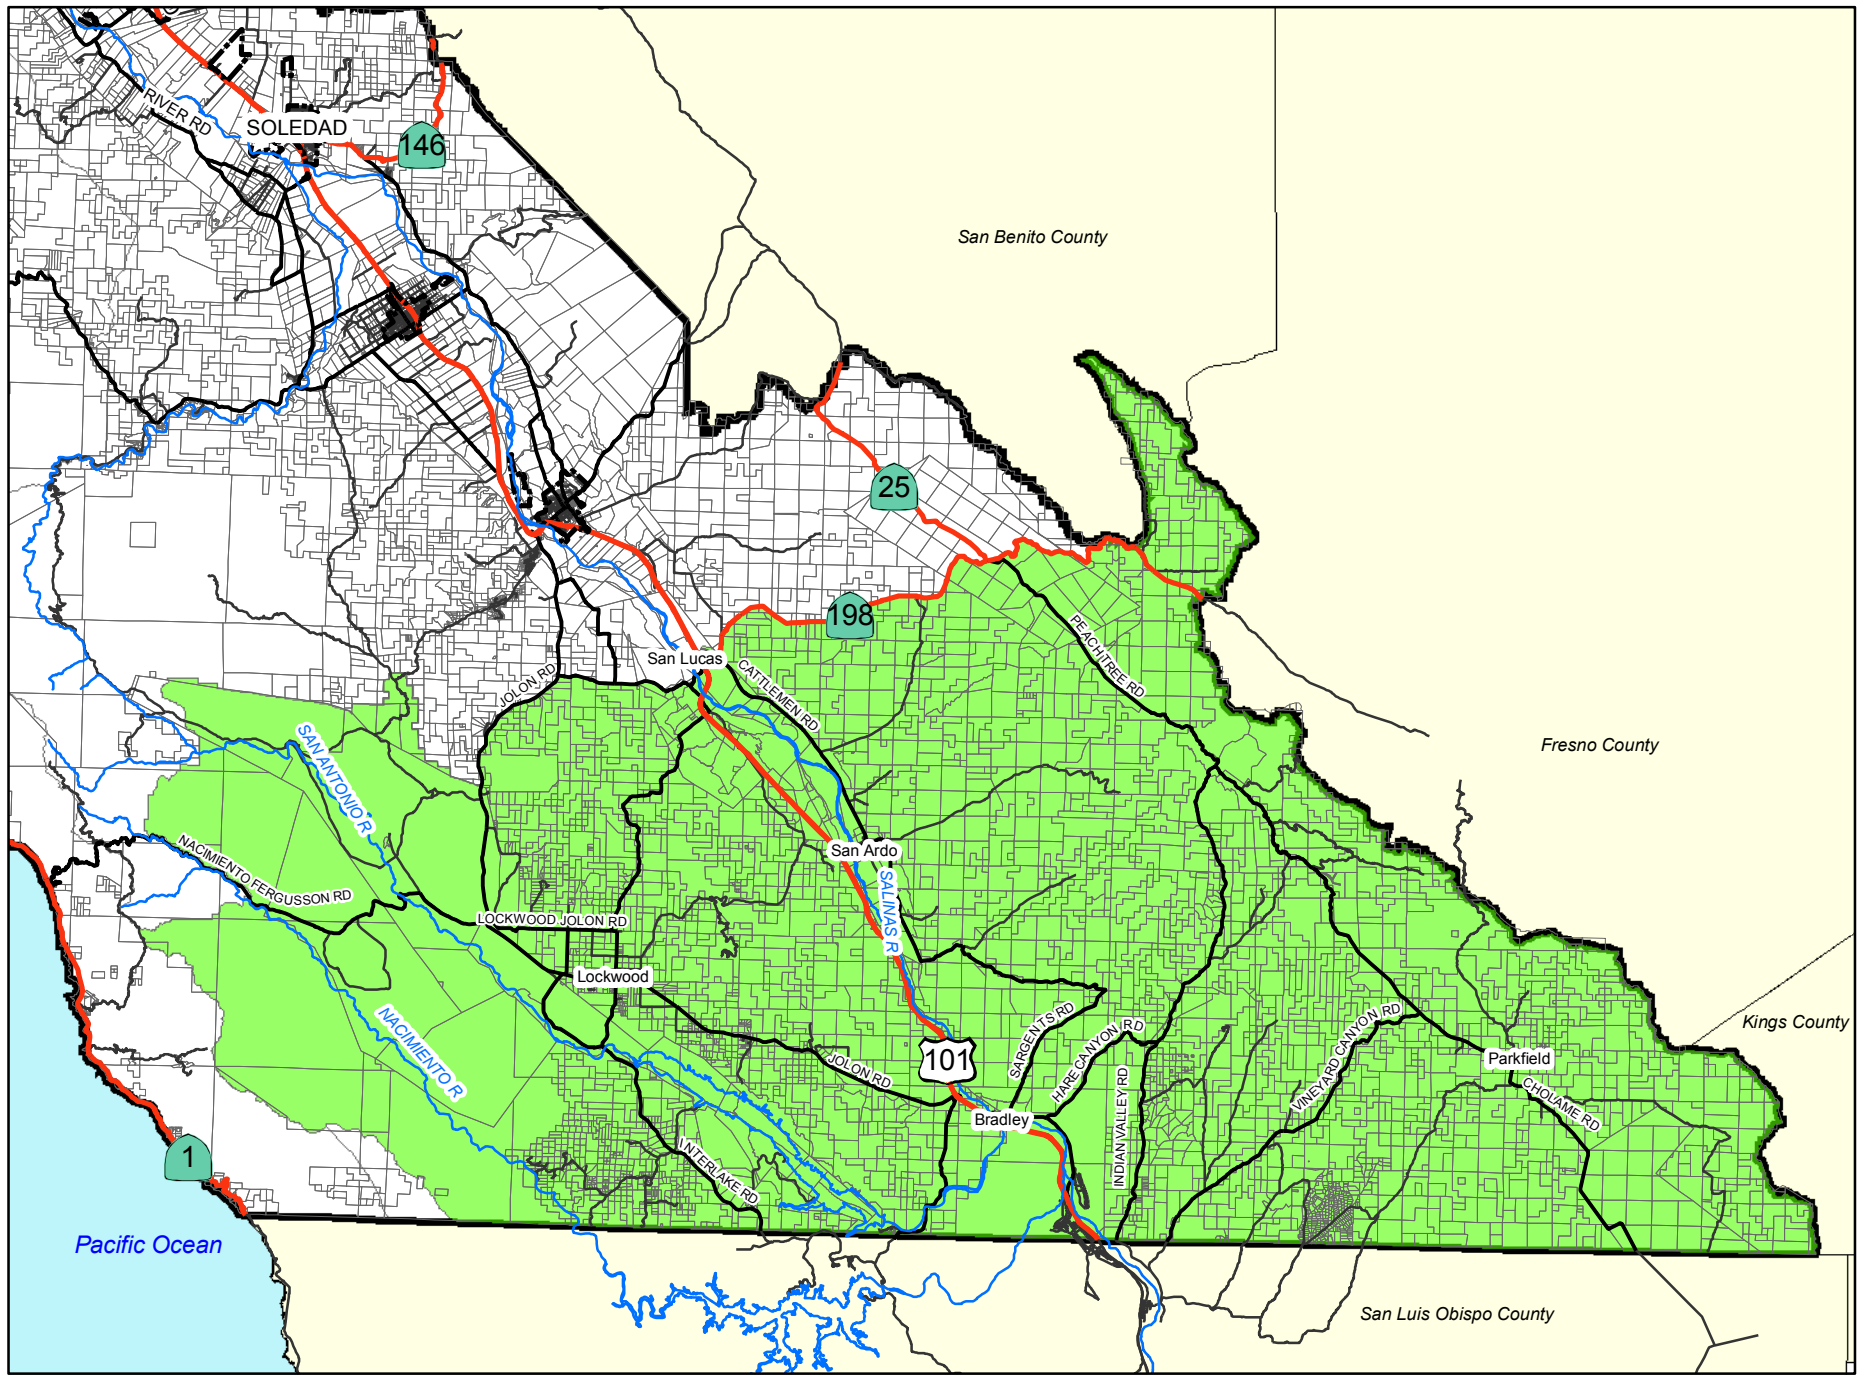 RIVER RD
SOLEDAD
146
San Benito County
25
198
San Lucas
CATTLEMEN RD
PEACHTREE RD
JOLON RD
SAN ANTONIO R
Fresno County
San Ardo
NACIMIENTO FERGUSSON RD
SALINAS R
LOCKWOOD JOLON RD
Lockwood
NACIMIENTO R
Kings County
SARGENTS RD
HARE CANYON RD
VINEYARD CANYON RD
101
Parkfield
JOLON RD
INDIAN VALLEY RD
CHOLAME RD
Bradley
1
INTERLAKE RD
Pacific Ocean
San Luis Obispo County